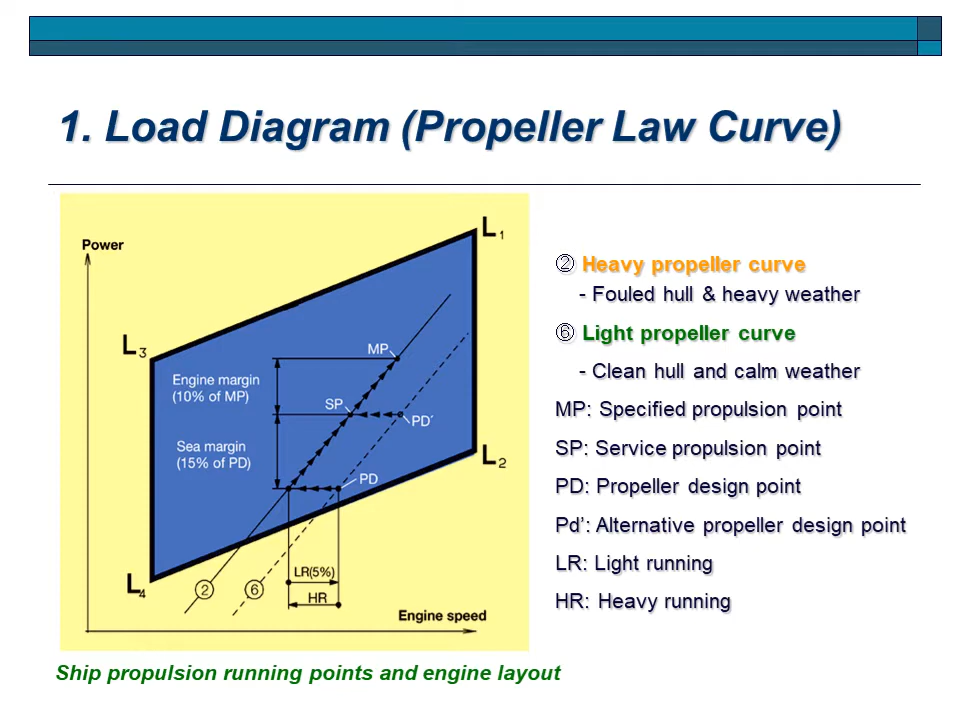 1. Load Diagram (Propeller Law Curve)
Power
L1
L3
MP
Engine margin
(10% of MP)
SP
PD´
Sea margin
(15% of PD)
L2
PD
L4
2
6
LR(5%)
HR
Engine speed
② Heavy propeller curve
- Fouled hull & heavy weather
⑥ Light propeller curve
- Clean hull and calm weather
MP: Specified propulsion point
SP: Service propulsion point
PD: Propeller design point
Pd’: Alternative propeller design point
LR: Light running
HR: Heavy running
Ship propulsion running points and engine layout